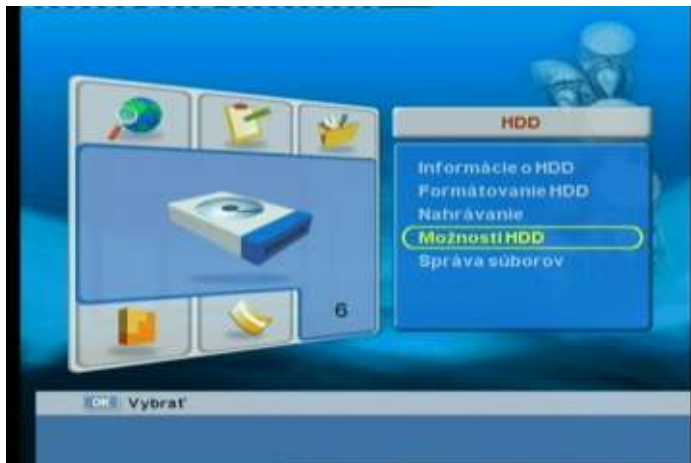 HDD
Informácie o HDD
Formátovanie HDD
Nahrávanie
Možnosti HDD
Správa súborov
6
OK Vybrať